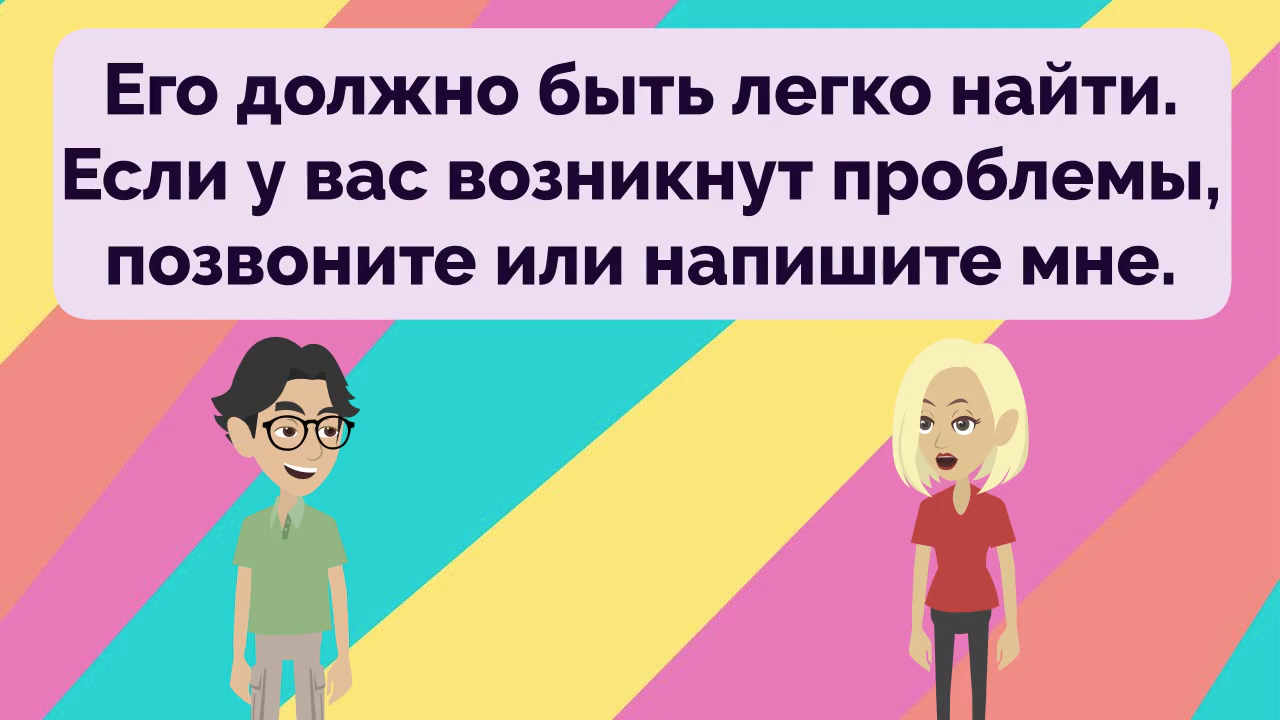 Его должно быть легко найти.
Если у вас возникнут проблемы,
позвоните или напишите мне.